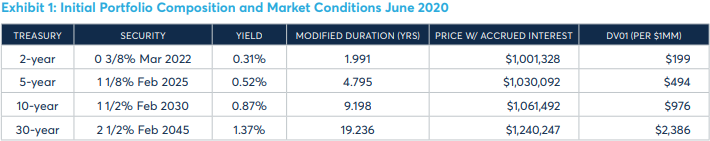 Exhibit 1: Initial Portfolio Composition and Market Conditions June 2020
TREASURY SECURITY YIELD MODIFIED DURATION (YRS) PRICE W/ ACCRUED INTEREST DV01 (PER $1MM)
2-year 0 3/8% Mar 2022 0.31% 1.991 $1,001,328 $199
5-year 1 1/8% Feb 2025 0.52% 4.795 $1,030,092 $494
10-year 1 1/2% Feb 2030 0.87% 9.198 $1,061,492 $976
30-year 2 1/2% Feb 2045 1.37% 19.236 $1,240,247 $2,386